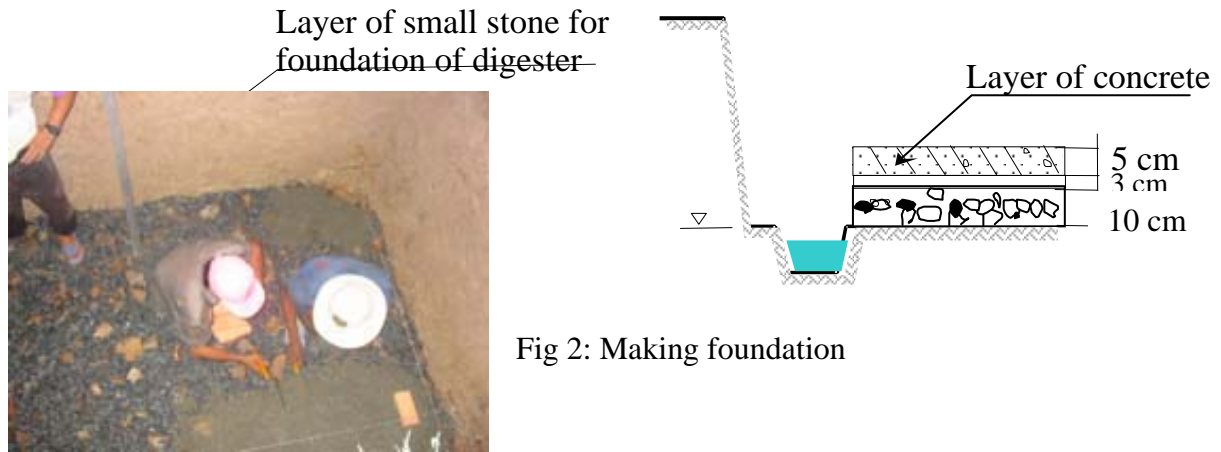 Layer of small stone for
foundation of digester
Layer of concrete
5 cm
3 cm
10 cm
Fig 2: Making foundation